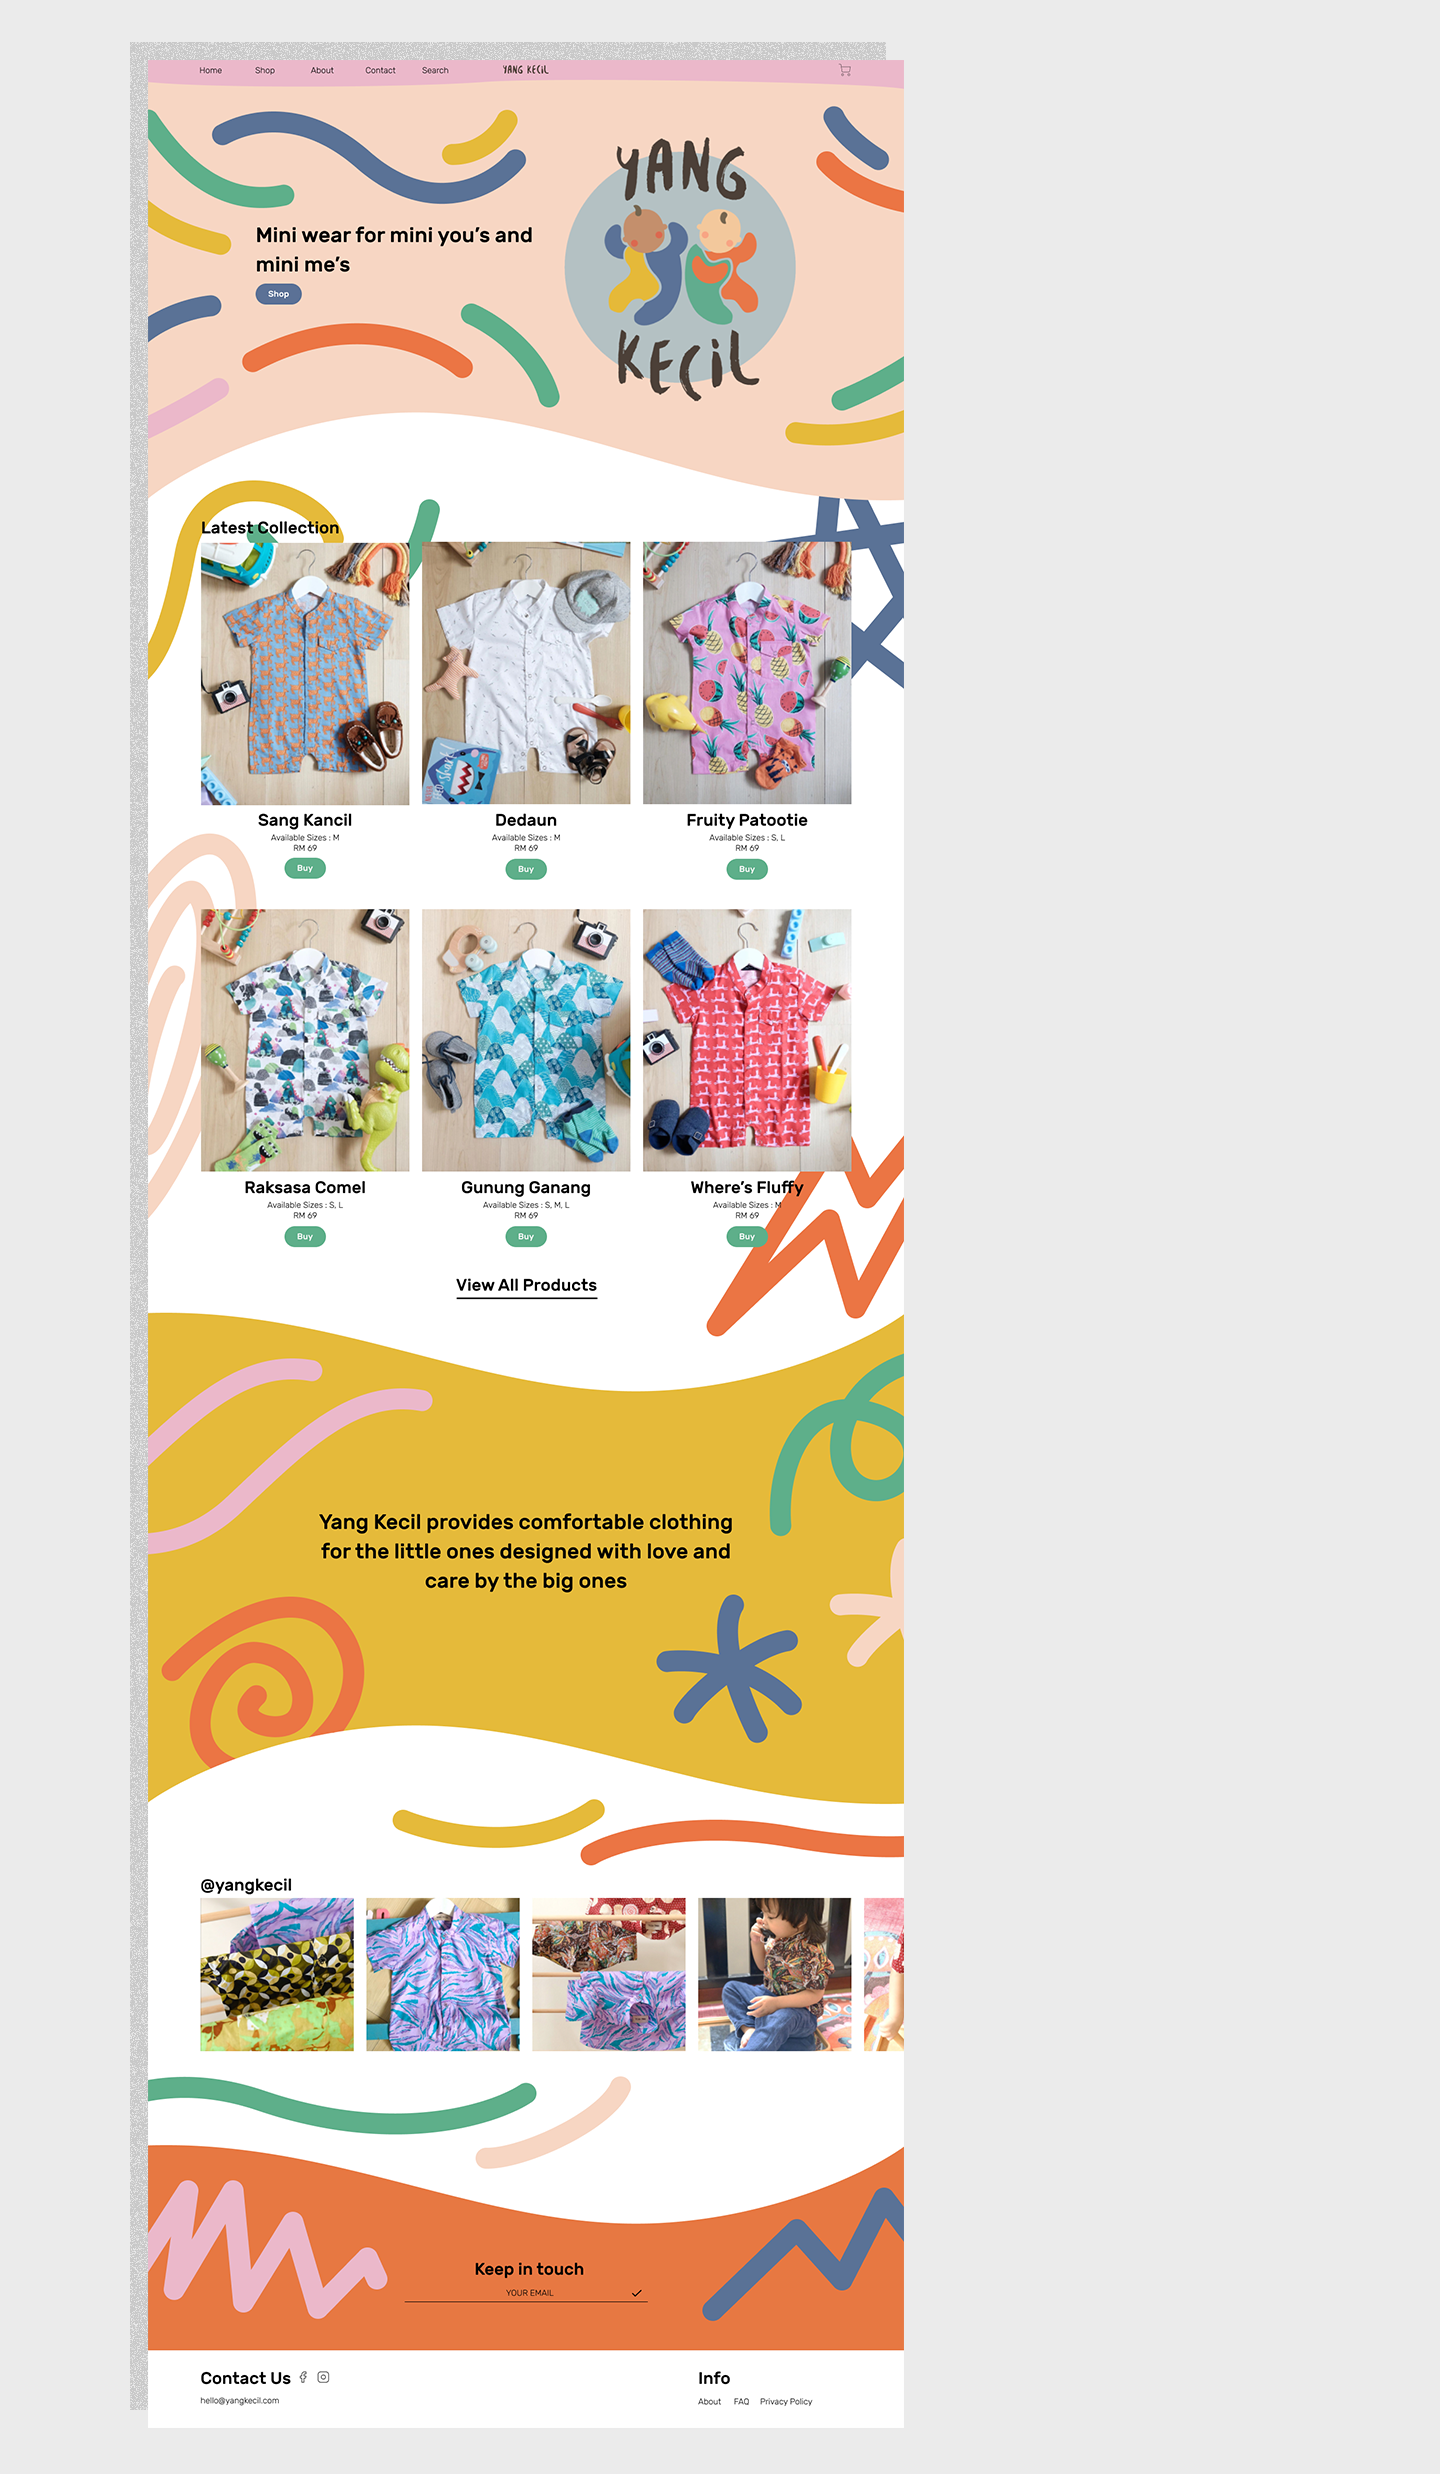 Home Shop About Contact Search YANG KECIL
YANG
Mini wear for mini you's and
mini me's
Shop
KECIL
Latest Collection
Sang Kancil
Available Sizes : M
RM 69
Buy
Dedaun
Available Sizes : M
RM 69
Buy
Fruity Patootie
Available Sizes : S, L
RM 69
Buy
Raksasa Comel
Available Sizes : S, L
RM 69
Buy
Gunung Ganang
Available Sizes : S, M, L
RM 69
Buy
Where's Fluffy
Available Sizes : M
RM 69
Buy
View All Products
Yang Kecil provides comfortable clothing
for the little ones designed with love and
care by the big ones
@yangkecil
Keep in touch
YOUR EMAIL
Contact Us
hello@yangkecil.com
Info
About FAQ Privacy Policy